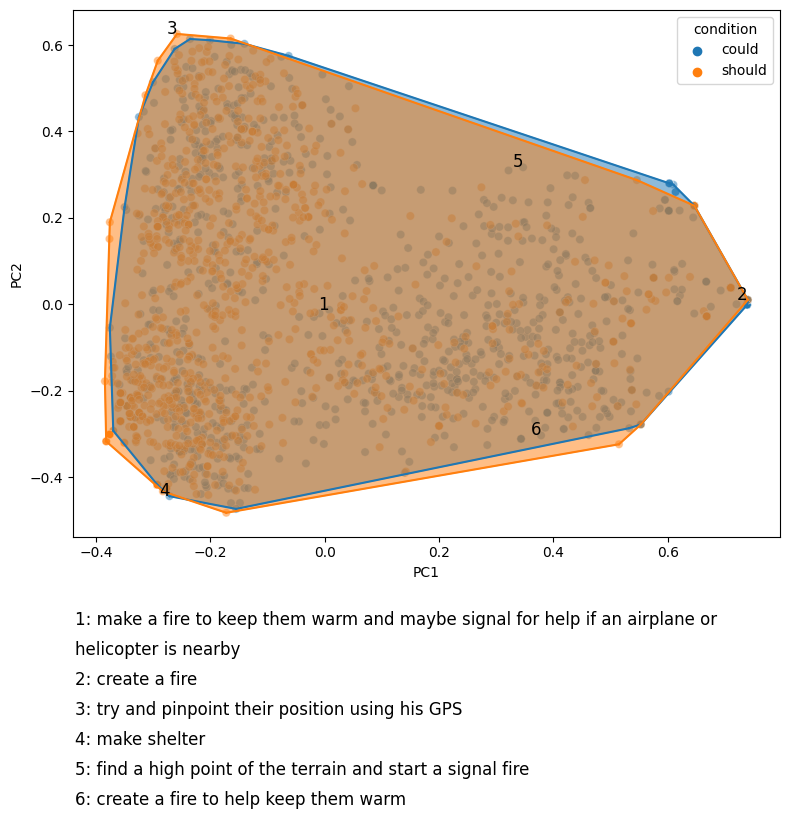 condition
could
should
0.6
0.4
0.2
0.0
−0.2
−0.4
PC2
3
5
1
2
6
4
−0.4 −0.2 0.0 0.2 0.4 0.6
PC1
1: make a fire to keep them warm and maybe signal for help if an airplane or
helicopter is nearby
2: create a fire
3: try and pinpoint their position using his GPS
4: make shelter
5: find a high point of the terrain and start a signal fire
6: create a fire to help keep them warm